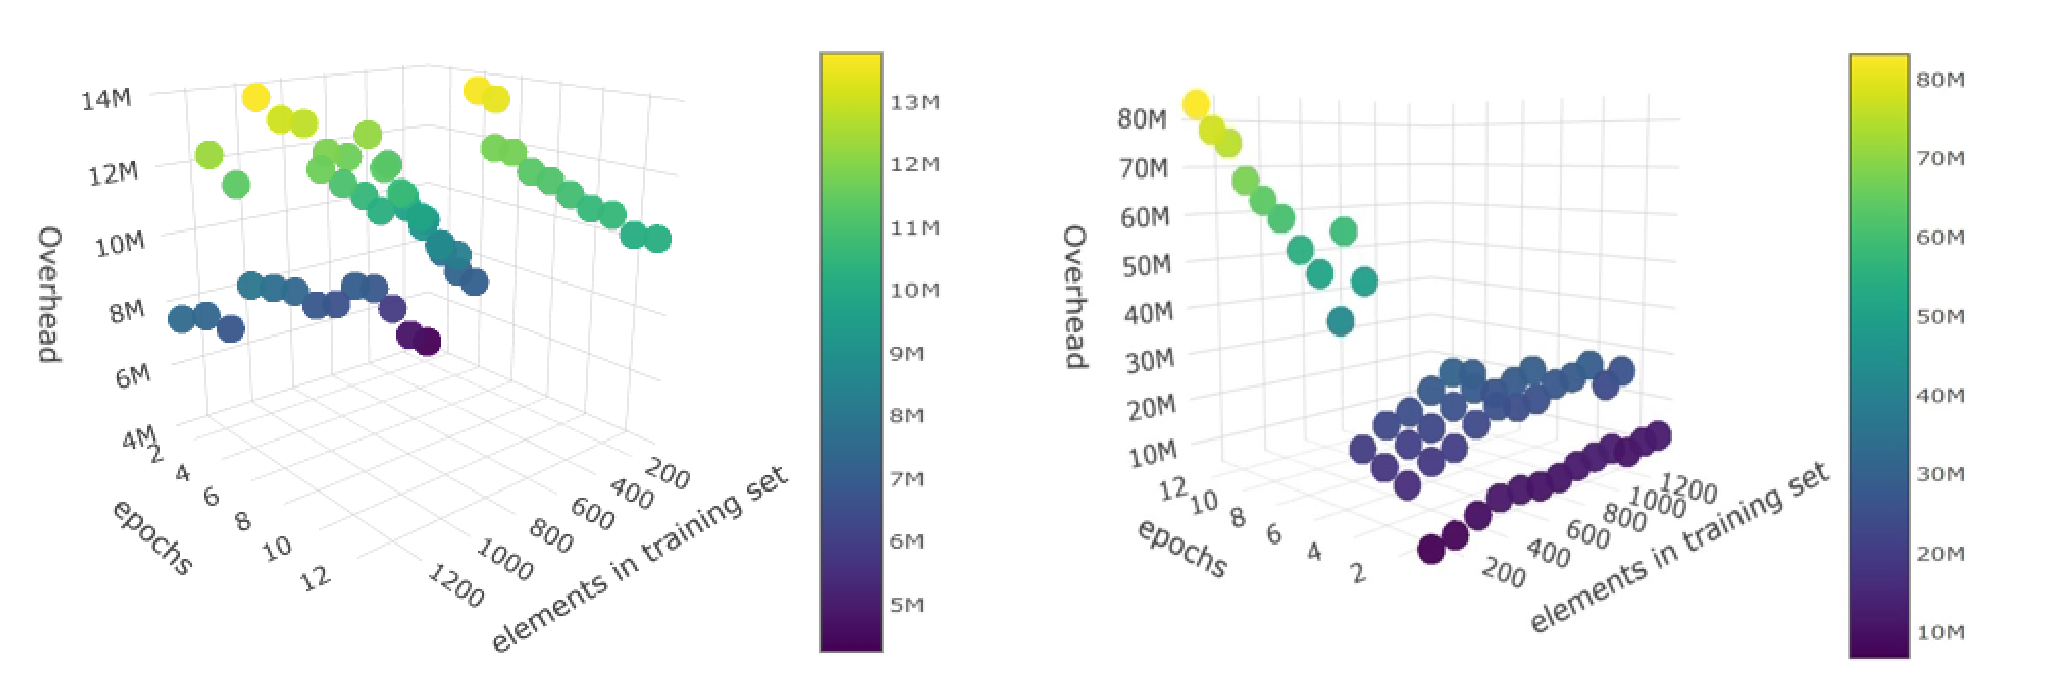 14M
12M
10M
8M
6M
4M
Overhead
2
4
6
8
10
12
epochs
200
400
600
800
1000
1200
elements in training set
13M
12M
11M
10M
9M
8M
7M
6M
5M
80M
70M
60M
50M
40M
30M
20M
10M
Overhead
12
10
8
6
4
2
epochs
200
400
600
800
1000
1200
elements in training set
80M
70M
60M
50M
40M
30M
20M
10M